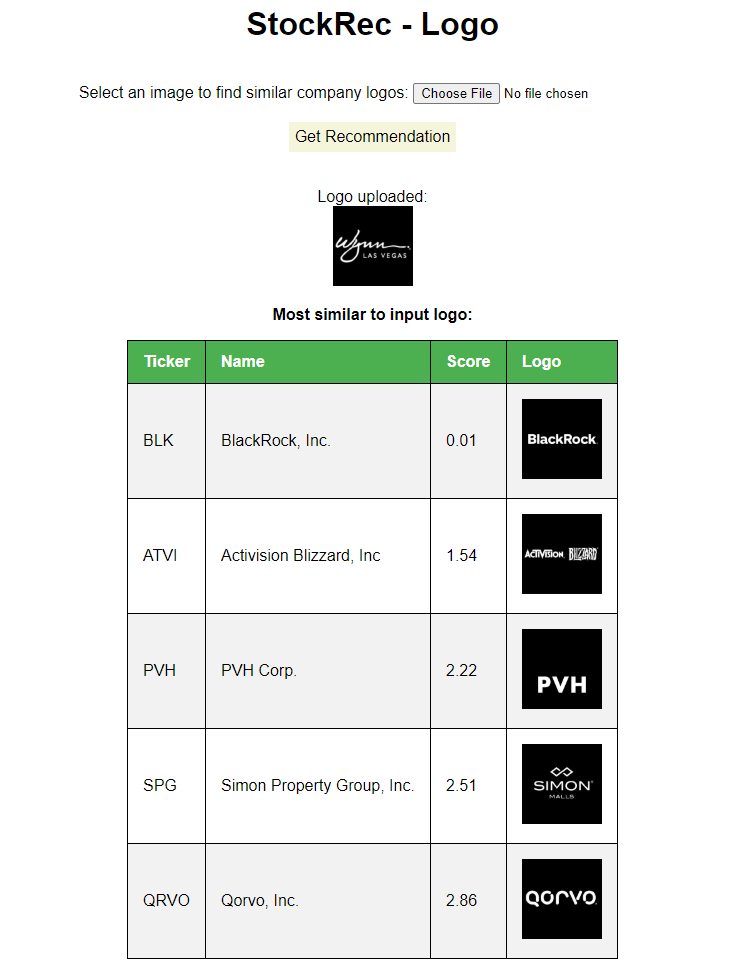 StockRec - Logo
Select an image to find similar company logos: Choose File No file chosen
Get Recommendation
Logo uploaded:
Wynn
LAS VEGAS
Most similar to input logo:
Ticker Name Score Logo
BLK BlackRock, Inc. 0.01 BlackRock
ATVI Activision Blizzard, Inc 1.54 ACTIVISION BLIZZARD
PVH PVH Corp. 2.22 PVH
SPG Simon Property Group, Inc. 2.51 SIMON
MALLS
QRVO Qorvo, Inc. 2.86 QORVO